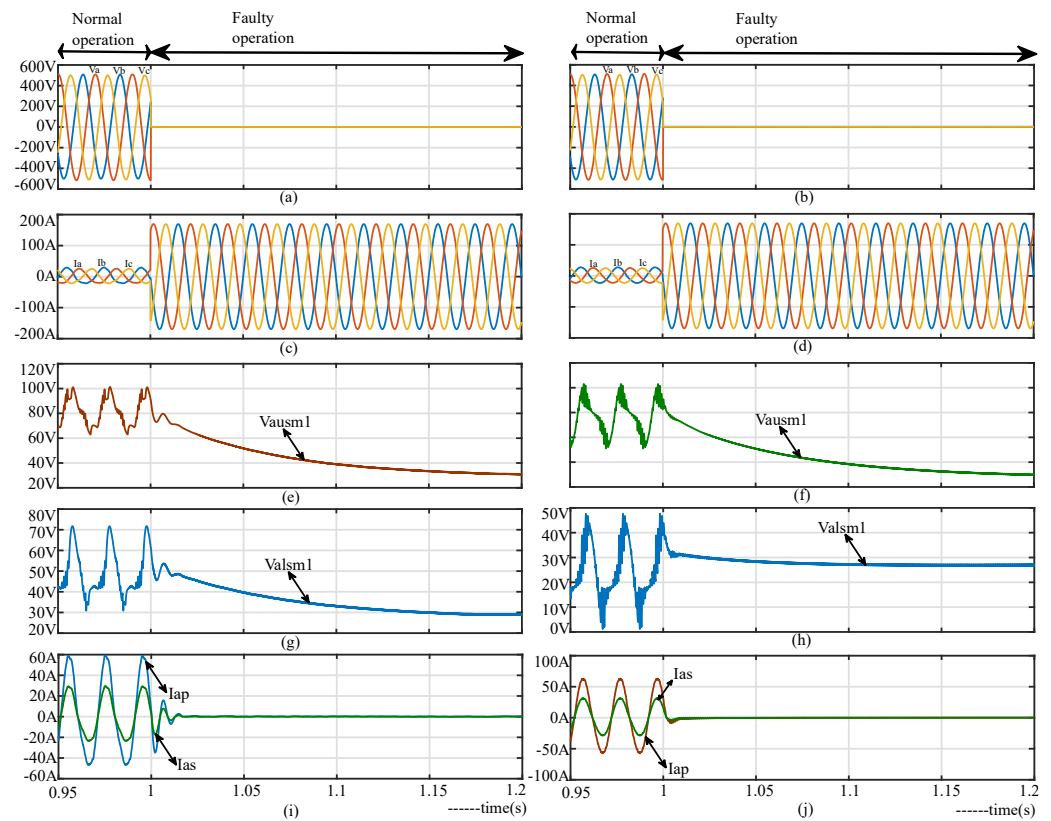 Normal operation
Faulty operation
Normal operation
Faulty operation
600V
400V
200V
0V
-200V
-400V
-600V
Va
Vb
Vc
(a)
Va
Vb
Vc
(b)
200A
100A
0A
-100A
-200A
Ia
Ib
Ic
(c)
Ia
Ib
Ic
(d)
120V
100V
80V
60V
40V
20V
Vausm1
(e)
Vausm1
(f)
80V
70V
60V
50V
40V
30V
20V
Valsm1
(g)
50V
40V
30V
20V
10V
0V
Valsm1
(h)
60A
40A
20A
0A
-20A
-40A
-60A
Iap
Ias
0.95
1
1.05
1.1
1.15
1.2
------time(s)
(i)
100A
50A
0A
-50A
-100A
Ias
Iap
0.95
1
1.05
1.1
1.15
1.2
------time(s)
(j)